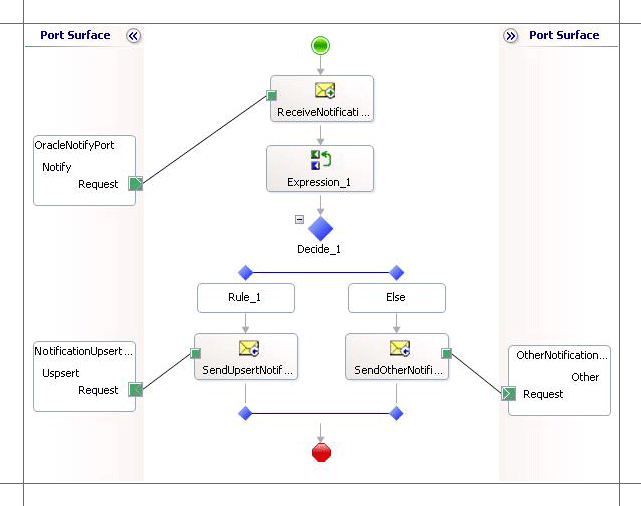 Port Surface
Port Surface
ReceiveNotificati ...
OracleNotifyPort
Notify
Request
Expression_1
Decide_1
Rule_1
Else
NotificationUpsert ...
Uspsert
Request
SendUpsertNotif ...
SendOtherNotifi ...
OtherNotification...
Other
Request